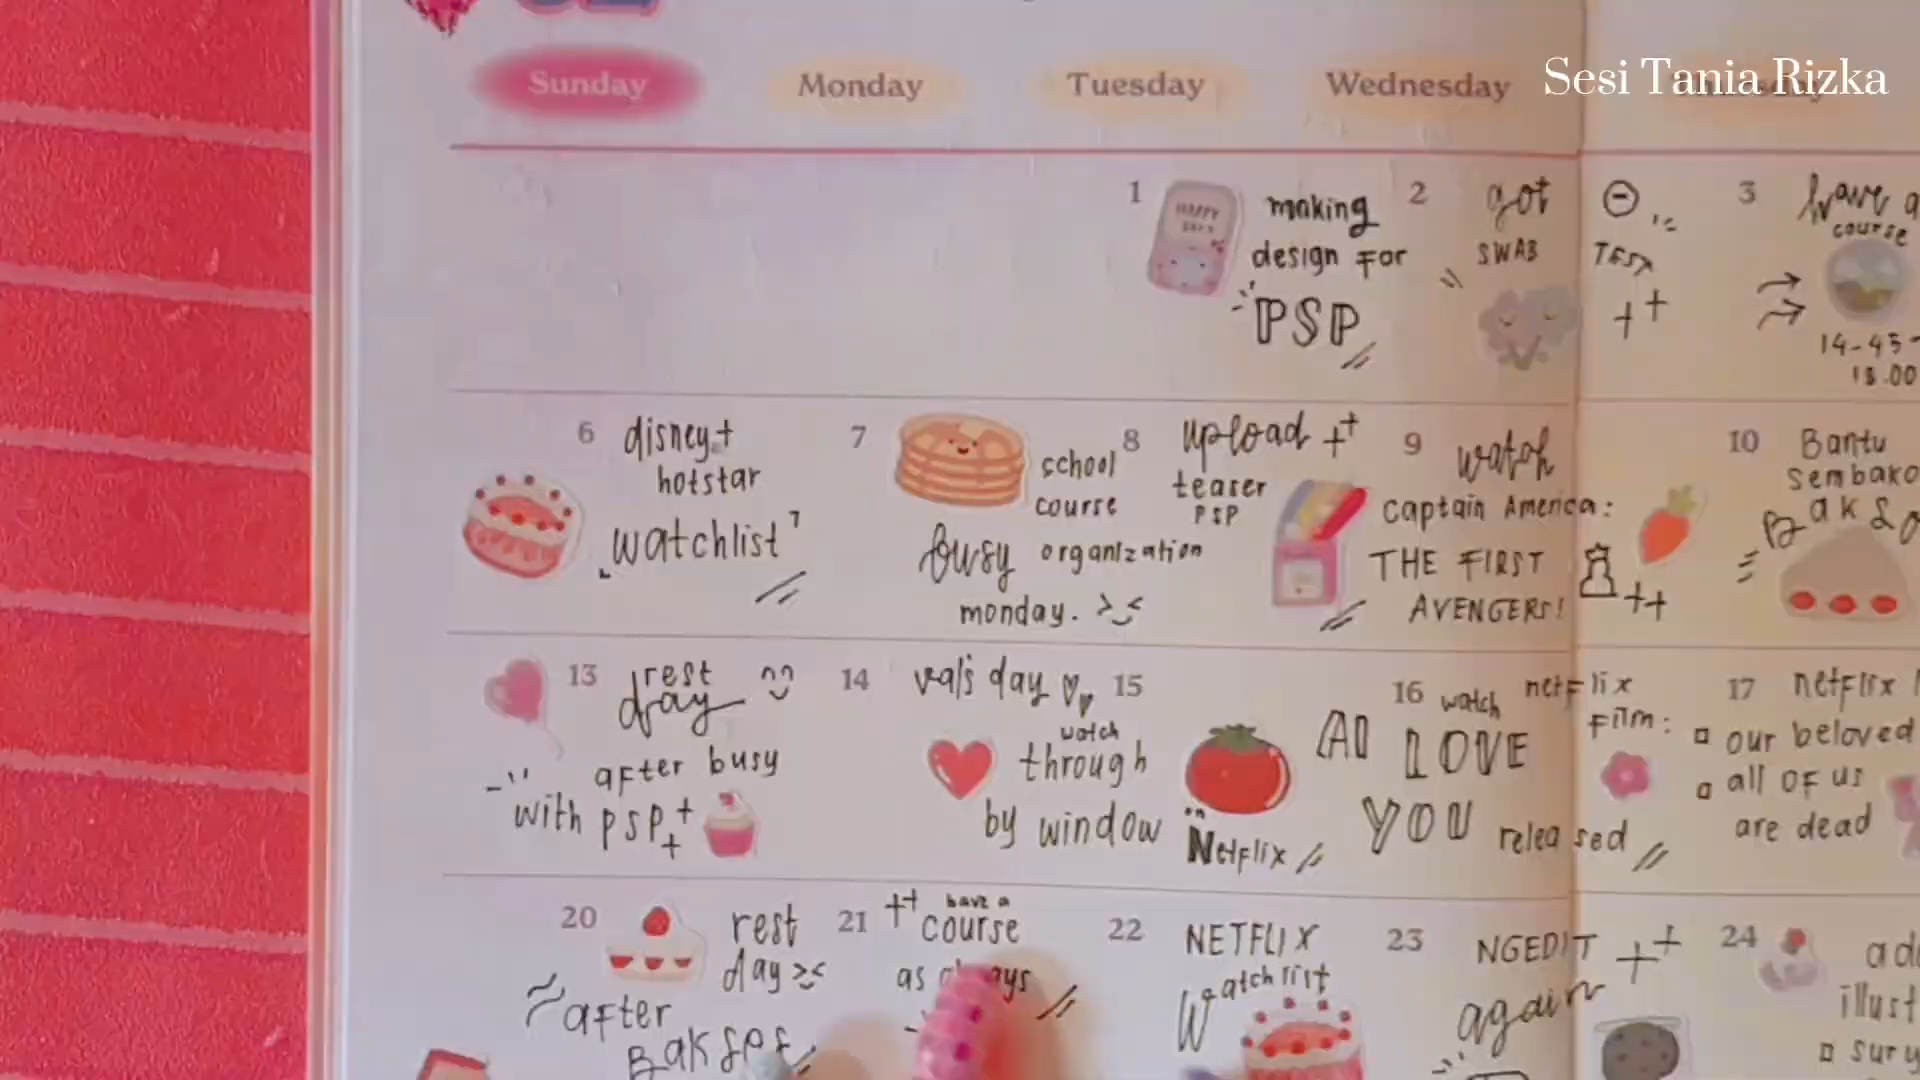 Sesi Tania Rizka
Sunday Monday Tuesday Wednesday
1
HAPPY
making
design for
PSP
2
got
SWAB
TEST
3
have a
course
14-45-
18.00
6
disney+
hotstar
watchlist
7
school
course
busy organization
monday.
8
upload ++
teaser
PSP
9
watch
captain America:
THE FIRST
AVENGERS!
10
Bantu
sembako
13
rest
day
after busy
with psp
14
val's day
watch
through
by window
15
Netflix
16
watch netflix
film:
AI LOVE
YOU released
17
netflix
our beloved
all of us
are dead
20
rest
day
after
21
++ have a
course
as
22
NETFLIX
watchlist
23
NGEDIT ++
again
24